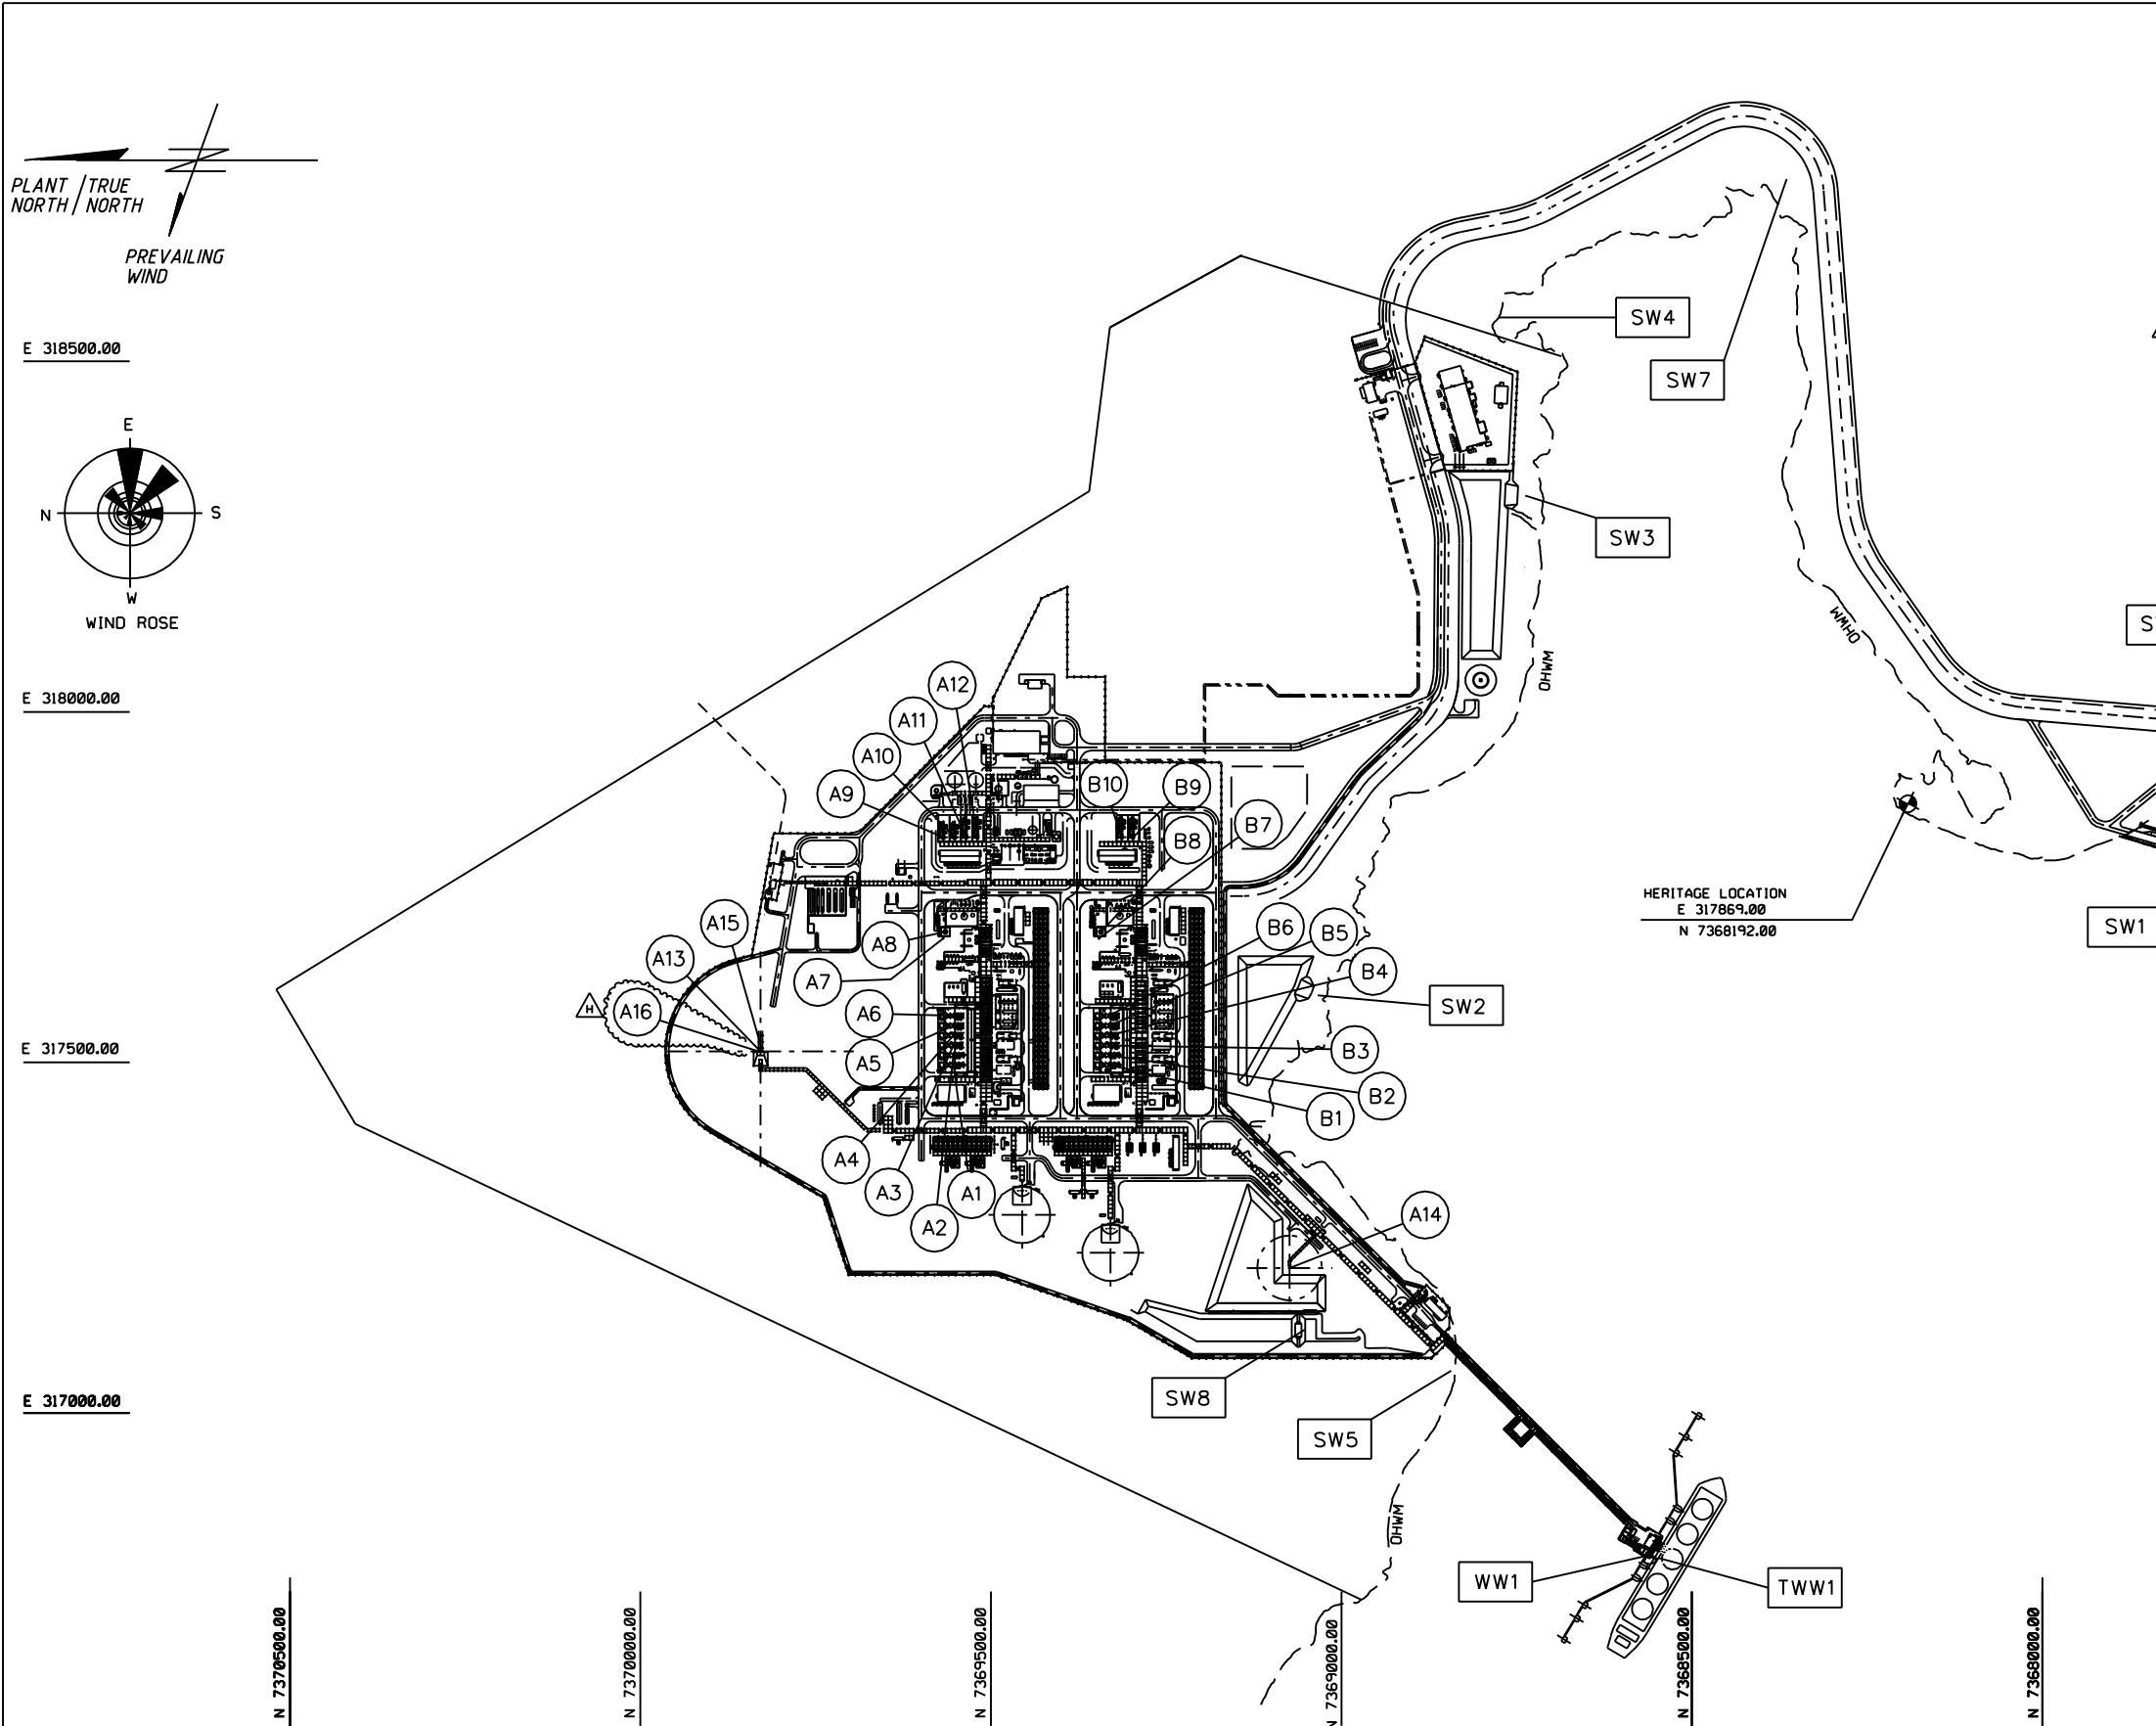 PLANT / TRUE
NORTH / NORTH
PREVAILING
WIND
E 318500.00
E
N
S
W
WIND ROSE
E 318000.00
E 317500.00
E 317000.00
SW4
SW7
SW3
OHWM
OHWM
S
HERITAGE LOCATION
E 317869.00
N 7368192.00
SW1
A12
A11
A10
A9
B10
B9
B7
B8
A15
A13
H
A16
A8
A7
A6
A5
B6
B5
B4
SW2
B3
B2
B1
A4
A3
A1
A2
A14
SW8
SW5
OHWM
WW1
TWW1
N 7370500.00
N 7370000.00
N 7369500.00
N 7369000.00
N 7368500.00
N 7368000.00